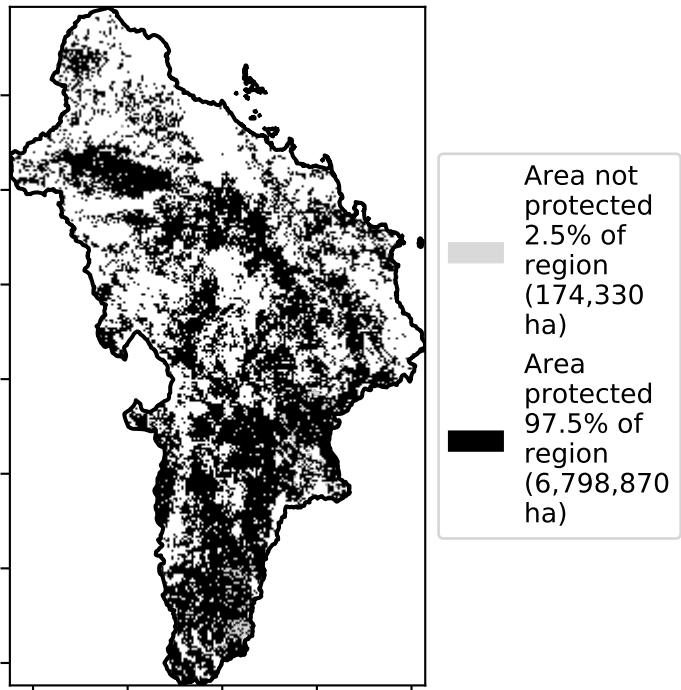 Area not
protected
2.5% of
region
(174,330
ha)
Area
protected
97.5% of
region
(6,798,870
ha)